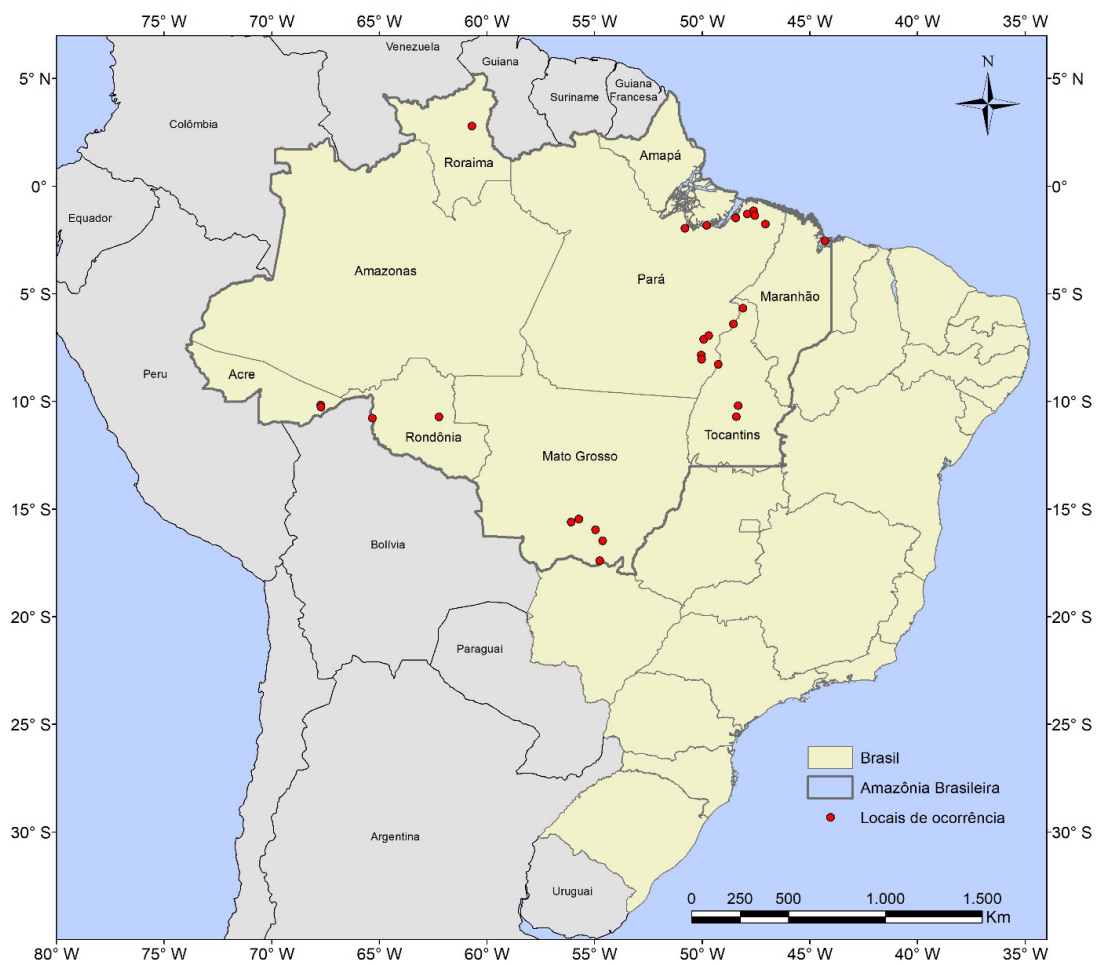 75° W 70° W 65° W 60° W 55° W 50° W 45° W 40° W 35° W
Venezuela
Guiana
5° N
5° N
Suriname
Guiana
Francesa
N
Colômbia
Amapá
Roraima
0°
0°
Equador
Amazonas
Pará
Maranhão
5° S
5° S
Peru
Acre
10° S
10° S
Rondônia
Tocantins
Mato Grosso
15° S
15° S
Bolívia
20° S
20° S
Paraguai
25° S
25° S
Brasil
Amazônia Brasileira
Locais de ocorrência
30° S
30° S
Argentina
Uruguai
0 250 500 1.000 1.500
Km
80° W 75° W 70° W 65° W 60° W 55° W 50° W 45° W 40° W 35° W